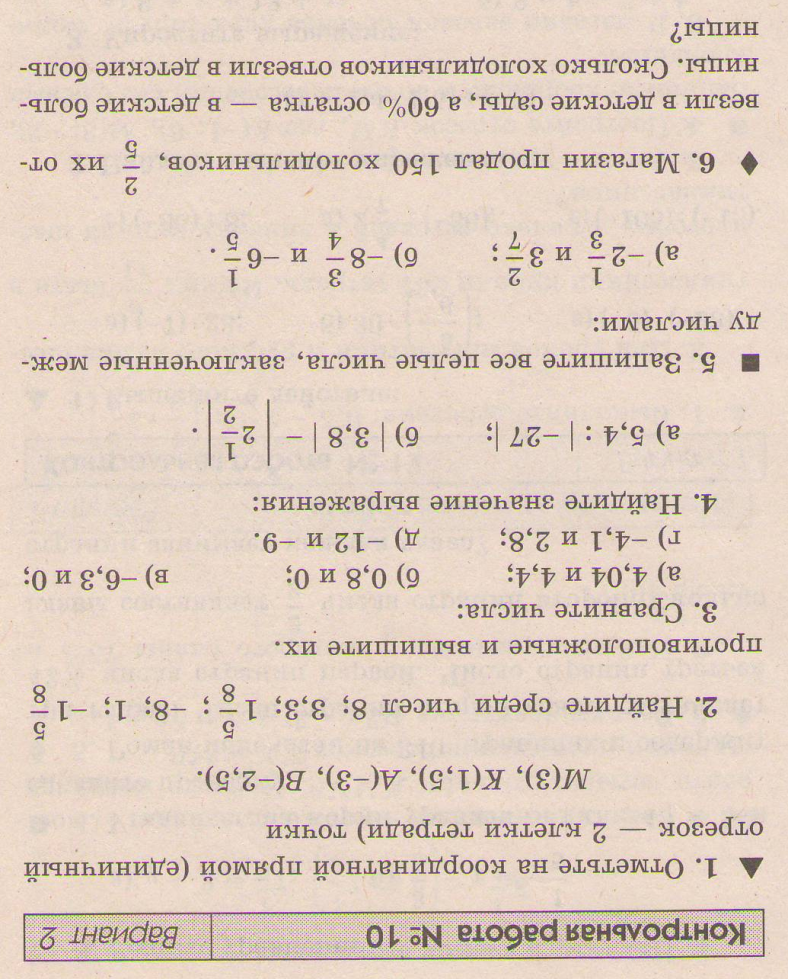 Контрольная работа № 10 Вариант 2
▲ 1. Отметьте на координатной прямой (единичный
отрезок — 2 клетки тетради) точки
M(3), K(1,5), A(−3), B(−2,5).
2. Найдите среди чисел 8; 3,3; 1 5/8; −8; 1; −1 5/8
противоположные и выпишите их.
3. Сравните числа:
а) 4,04 и 4,4; б) 0,8 и 0; в) −6,3 и 0;
г) −4,1 и 2,8; д) −12 и −9.
4. Найдите значение выражения:
а) 5,4 : | −27 |; б) | 3,8 | − | 2 1/2 |.
■ 5. Запишите все целые числа, заключенные меж-
ду числами:
а) −2 1/3 и 3 2/7; б) −8 3/4 и −6 1/5.
♦ 6. Магазин продал 150 холодильников, 2/5 их от-
везли в детские сады, а 60% остатка — в детские боль-
ницы. Сколько холодильников отвезли в детские боль-
ницы?